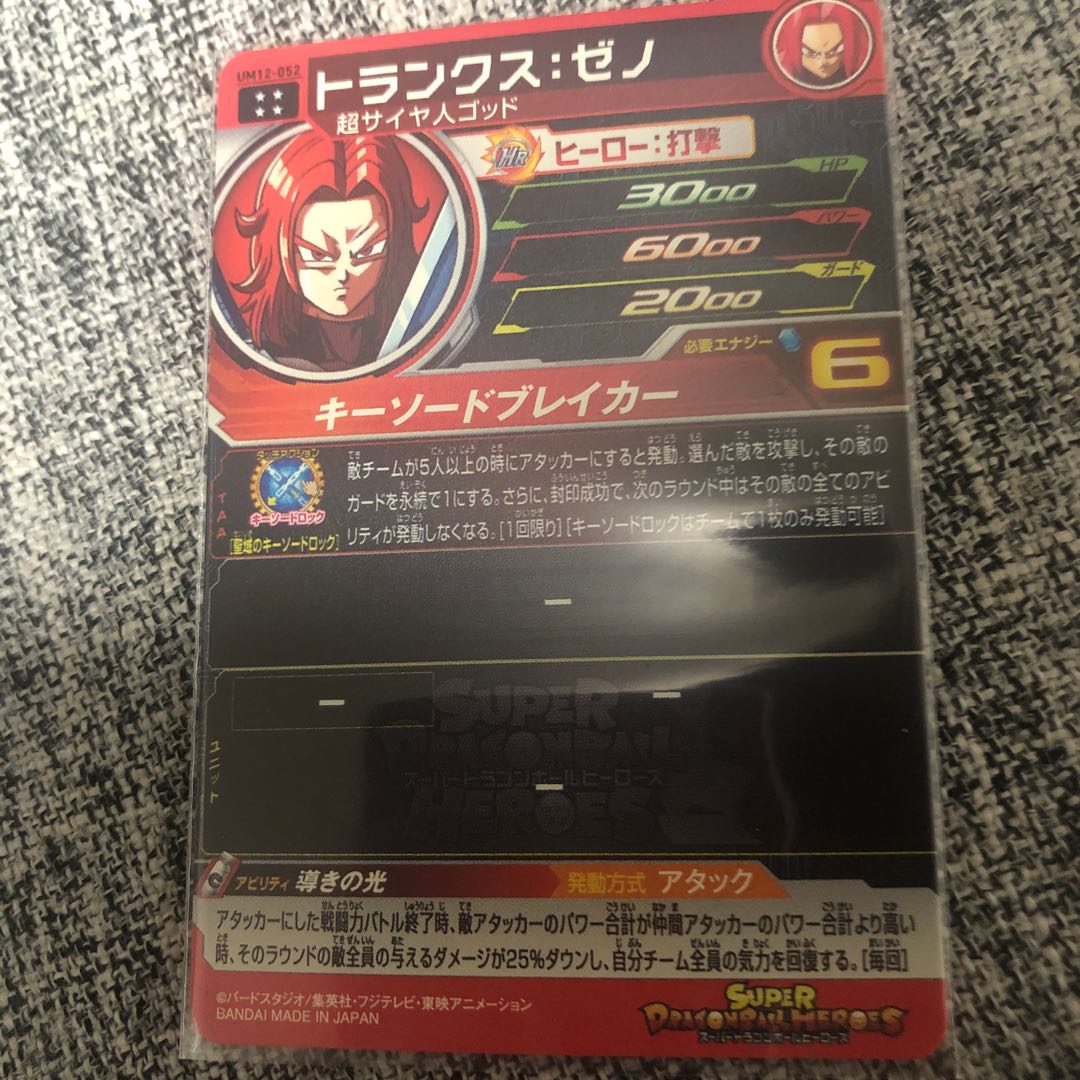 UM12-052
トランクス:ゼノ
超サイヤ人ゴッド
HR ヒーロー:打撃
HP
3000
パワー
6000
ガード
2000
必要エナジー 6
キーソードブレイカー
TAA
タッチアクション
キーソードロック
[聖域のキーソードロック]
敵チームが5人以上の時にアタッカーにすると発動。選んだ敵を攻撃し、その敵の
ガードを永続で1にする。さらに、封印成功で、次のラウンド中はその敵の全てのアビ
リティが発動しなくなる。[1回限り][キーソードロックはチームで1枚のみ発動可能]
ー
ユニット
ー
ー
ー
SUPER
DRAGONBALL
スーパードラゴンボールヒーローズ
HEROES
アビリティ 導きの光
発動方式 アタック
アタッカーにした戦闘力バトル終了時、敵アタッカーのパワー合計が仲間アタッカーのパワー合計より高い
時、そのラウンドの敵全員の与えるダメージが25%ダウンし、自分チーム全員の気力を回復する。[毎回]
©バードスタジオ/集英社・フジテレビ・東映アニメーション
BANDAI MADE IN JAPAN
SUPER
DRAGONBALL HEROES
スーパードラゴンボールヒーローズ